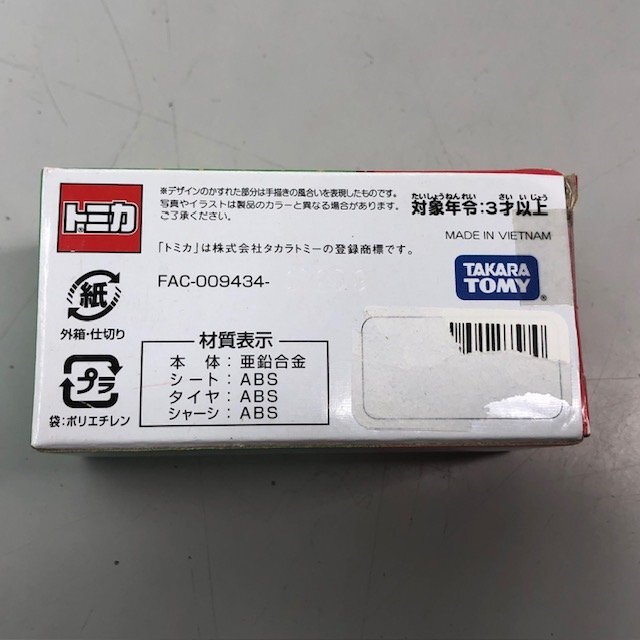 トミカ
※デザインのかすれた部分は手描きの風合いを表現したものです。
写真やイラストは製品のカラーと異なる場合があります。
ご了承ください。
「トミカ」は株式会社タカラトミーの登録商標です。
FAC-009434-
たいしょうねんれい さい いじょう
対象年令:3才以上
MADE IN VIETNAM
TAKARA
TOMY
紙
外箱・仕切り
プラ
袋:ポリエチレン
材質表示
本体:亜鉛合金
シート:ABS
タイヤ:ABS
シャーシ:ABS